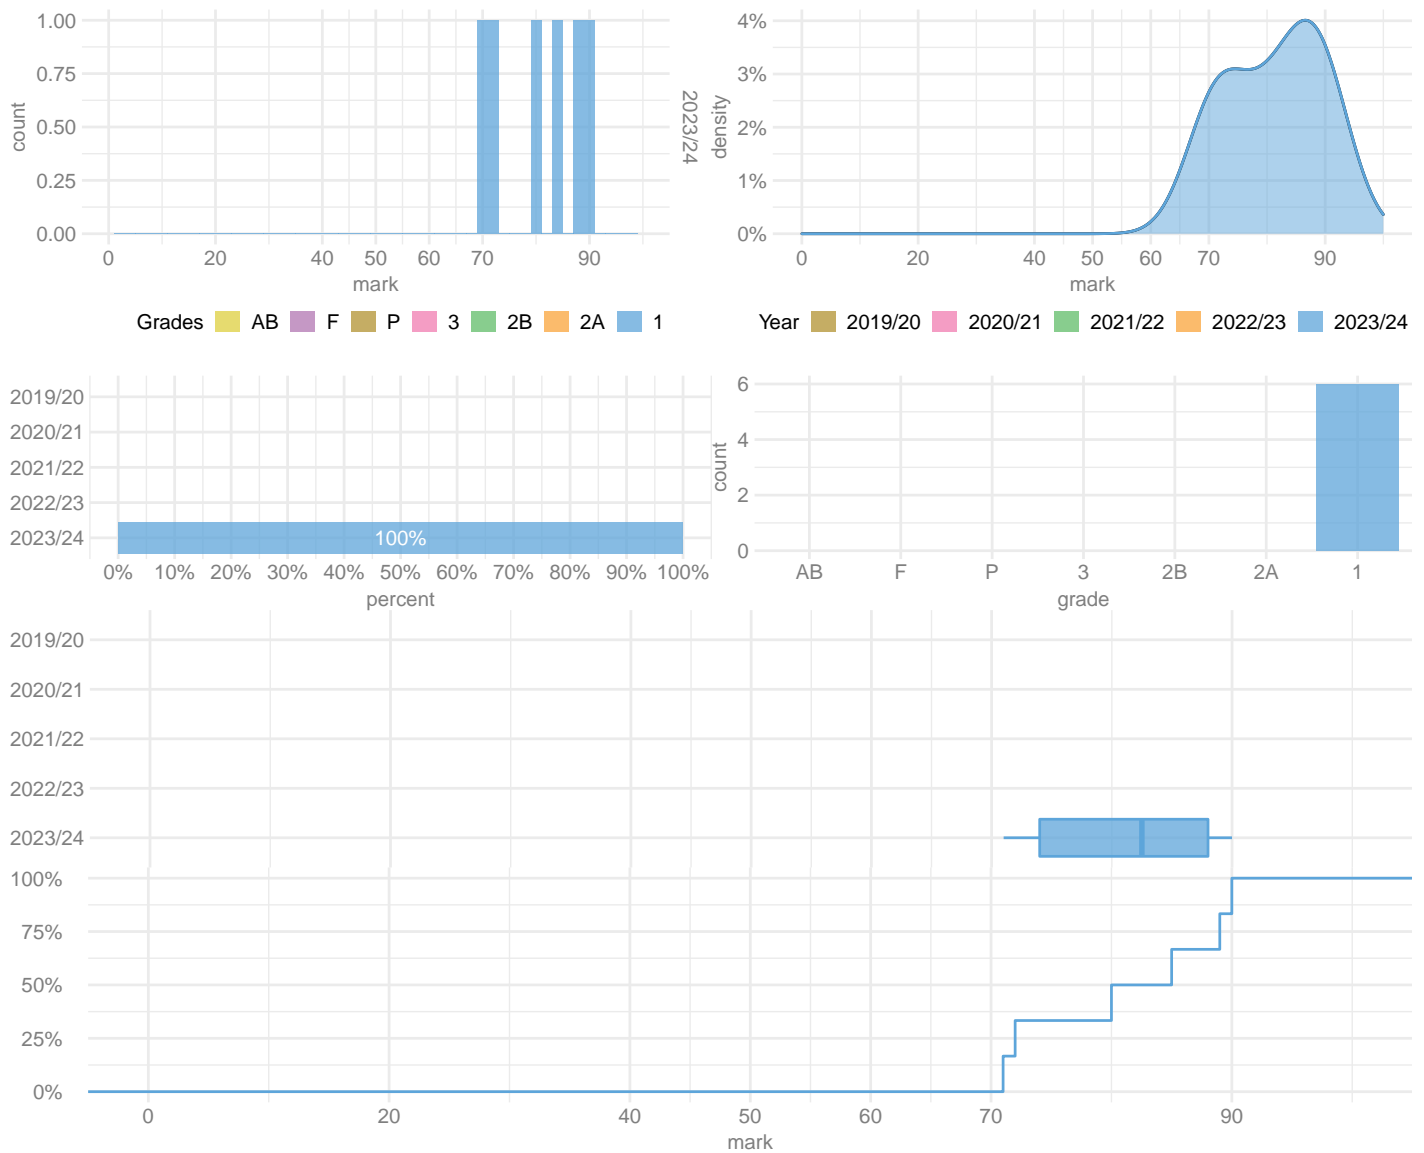 1.00
0.75
0.50
0.25
0.00
count
0 20 40 50 60 70 90
mark
2023/24
4%
3%
2%
1%
0%
density
0 20 40 50 60 70 90
mark
Grades AB F P 3 2B 2A 1
Year 2019/20 2020/21 2021/22 2022/23 2023/24
2019/20
2020/21
2021/22
2022/23
2023/24
100%
0% 10% 20% 30% 40% 50% 60% 70% 80% 90% 100%
percent
6
4
2
0
count
AB F P 3 2B 2A 1
grade
2019/20
2020/21
2021/22
2022/23
2023/24
100%
75%
50%
25%
0%
0 20 40 50 60 70 90
mark